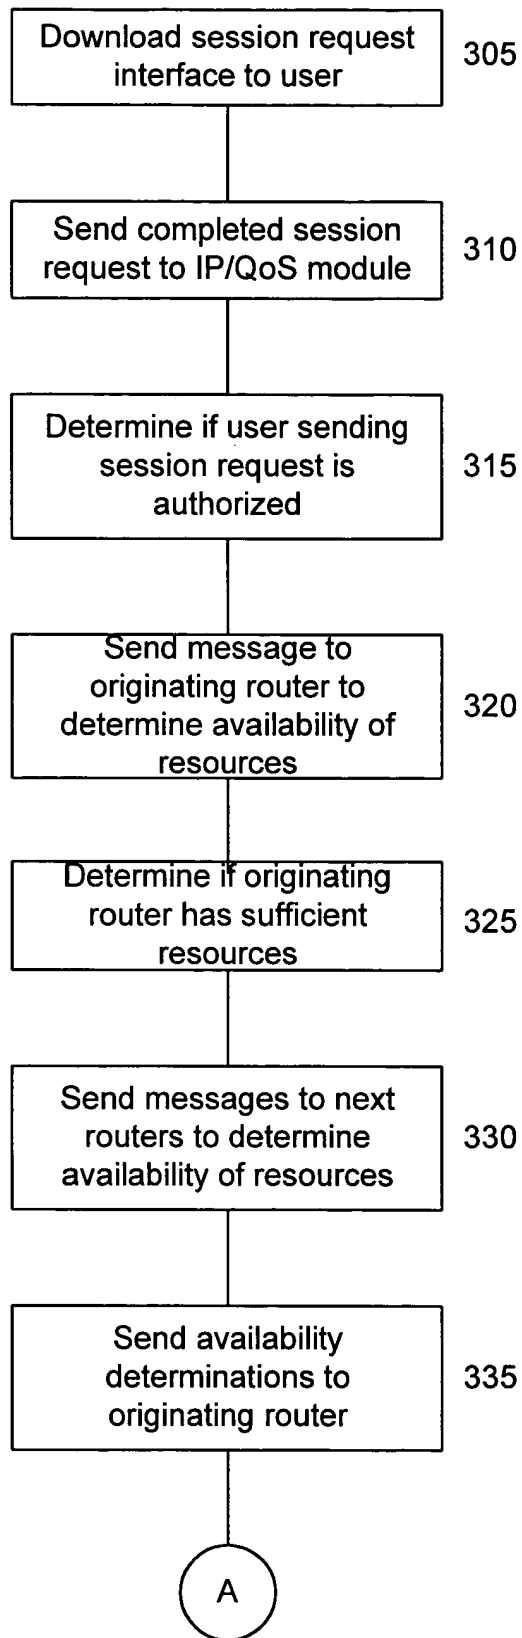 Download session request
interface to user
305
Send completed session
request to IP/QoS module
310
Determine if user sending
session request is
authorized
315
Send message to
originating router to
determine availability of
resources
320
Determine if originating
router has sufficient
resources
325
Send messages to next
routers to determine
availability of resources
330
Send availability
determinations to
originating router
335
A